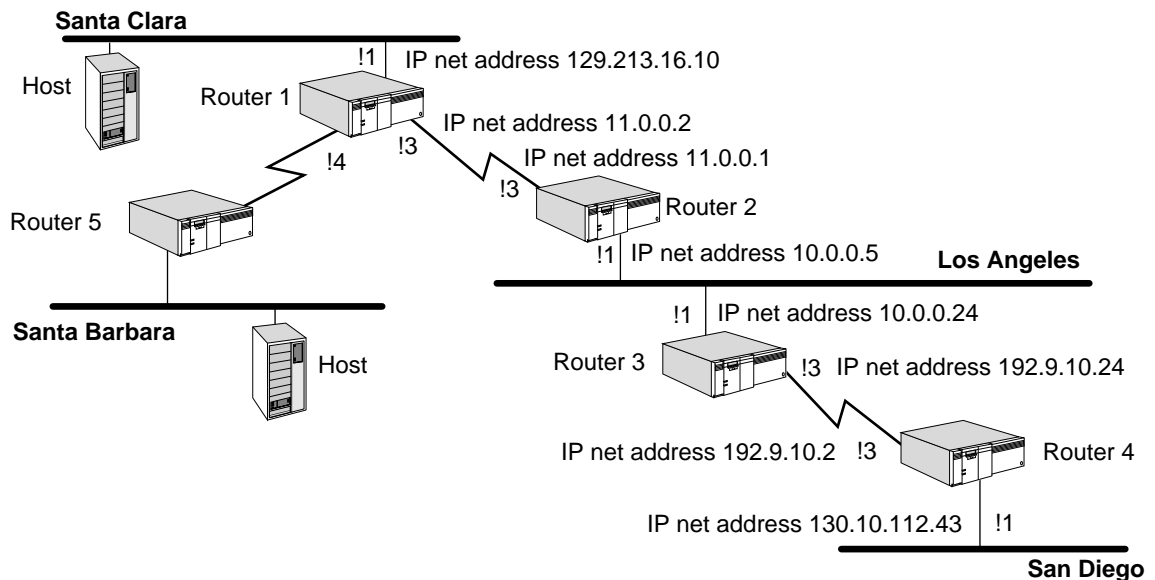 Santa Clara
!1 IP net address 129.213.16.10
Host
Router 1
IP net address 11.0.0.2
!3
!4
IP net address 11.0.0.1
!3
Router 5
Router 2
!1 IP net address 10.0.0.5
Los Angeles
Santa Barbara
Host
!1 IP net address 10.0.0.24
Router 3
!3 IP net address 192.9.10.24
IP net address 192.9.10.2 !3
Router 4
IP net address 130.10.112.43 !1
San Diego